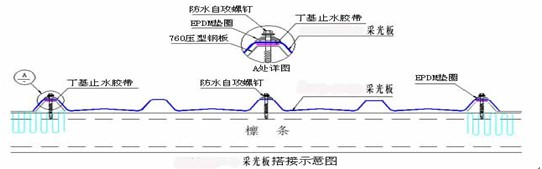 防水自攻螺钉
EPDM垫圈
丁基止水胶带
760压型钢板
采光板
A处详图
A
丁基止水胶带
防水自攻螺钉
采光板
EPDM垫圈
檩 条
采光板搭接示意图